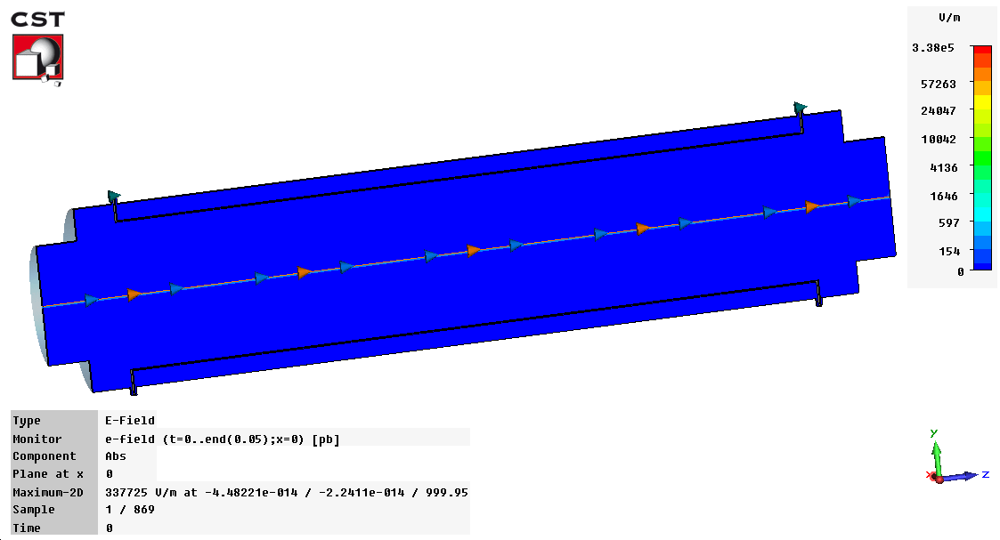 CST
V/m
3.38e5
57263
24047
10042
4136
1646
597
154
0
Type E-Field
Monitor e-field (t=0..end(0.05);x=0) [pb]
Component Abs
Plane at x 0
Maximum-2D 337725 V/m at -4.48221e-014 / -2.2411e-014 / 999.95
Sample 1 / 869
Time 0
y
x
z